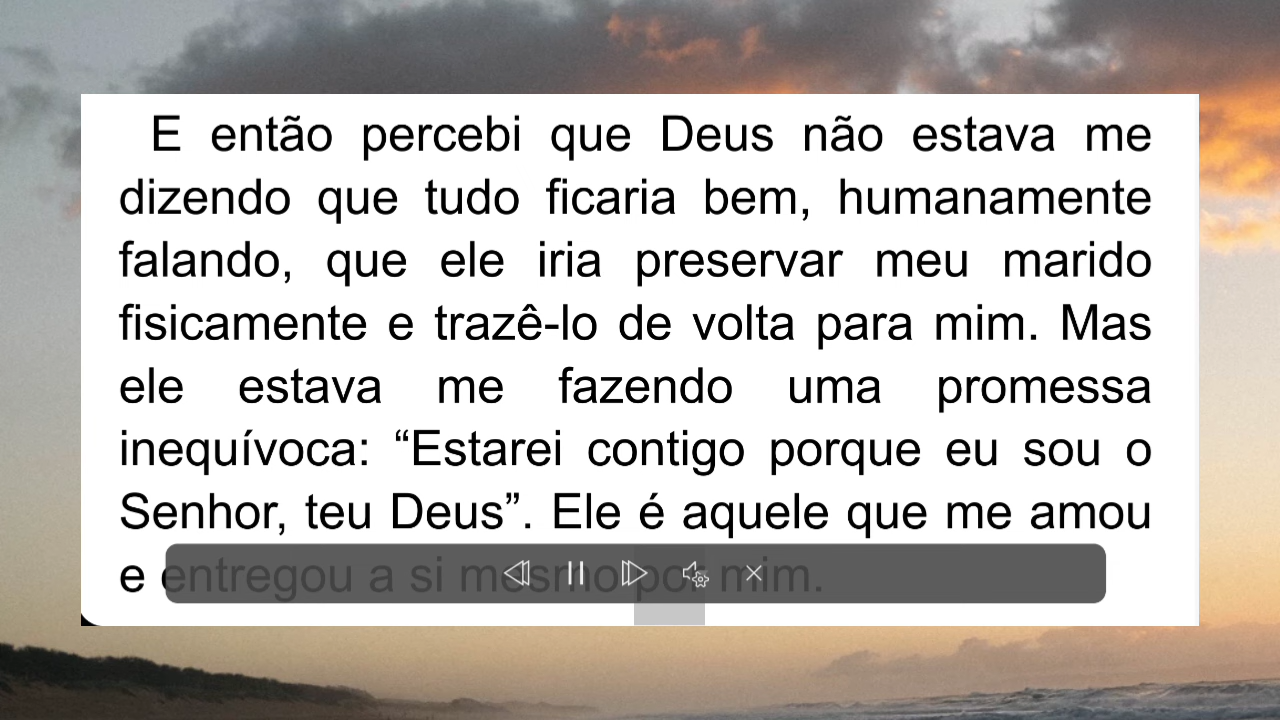 E então percebi que Deus não estava me
dizendo que tudo ficaria bem, humanamente
falando, que ele iria preservar meu marido
fisicamente e trazê-lo de volta para mim. Mas
ele estava me fazendo uma promessa
inequívoca: “Estarei contigo porque eu sou o
Senhor, teu Deus”. Ele é aquele que me amou
e entregou a si mesmo por mim.